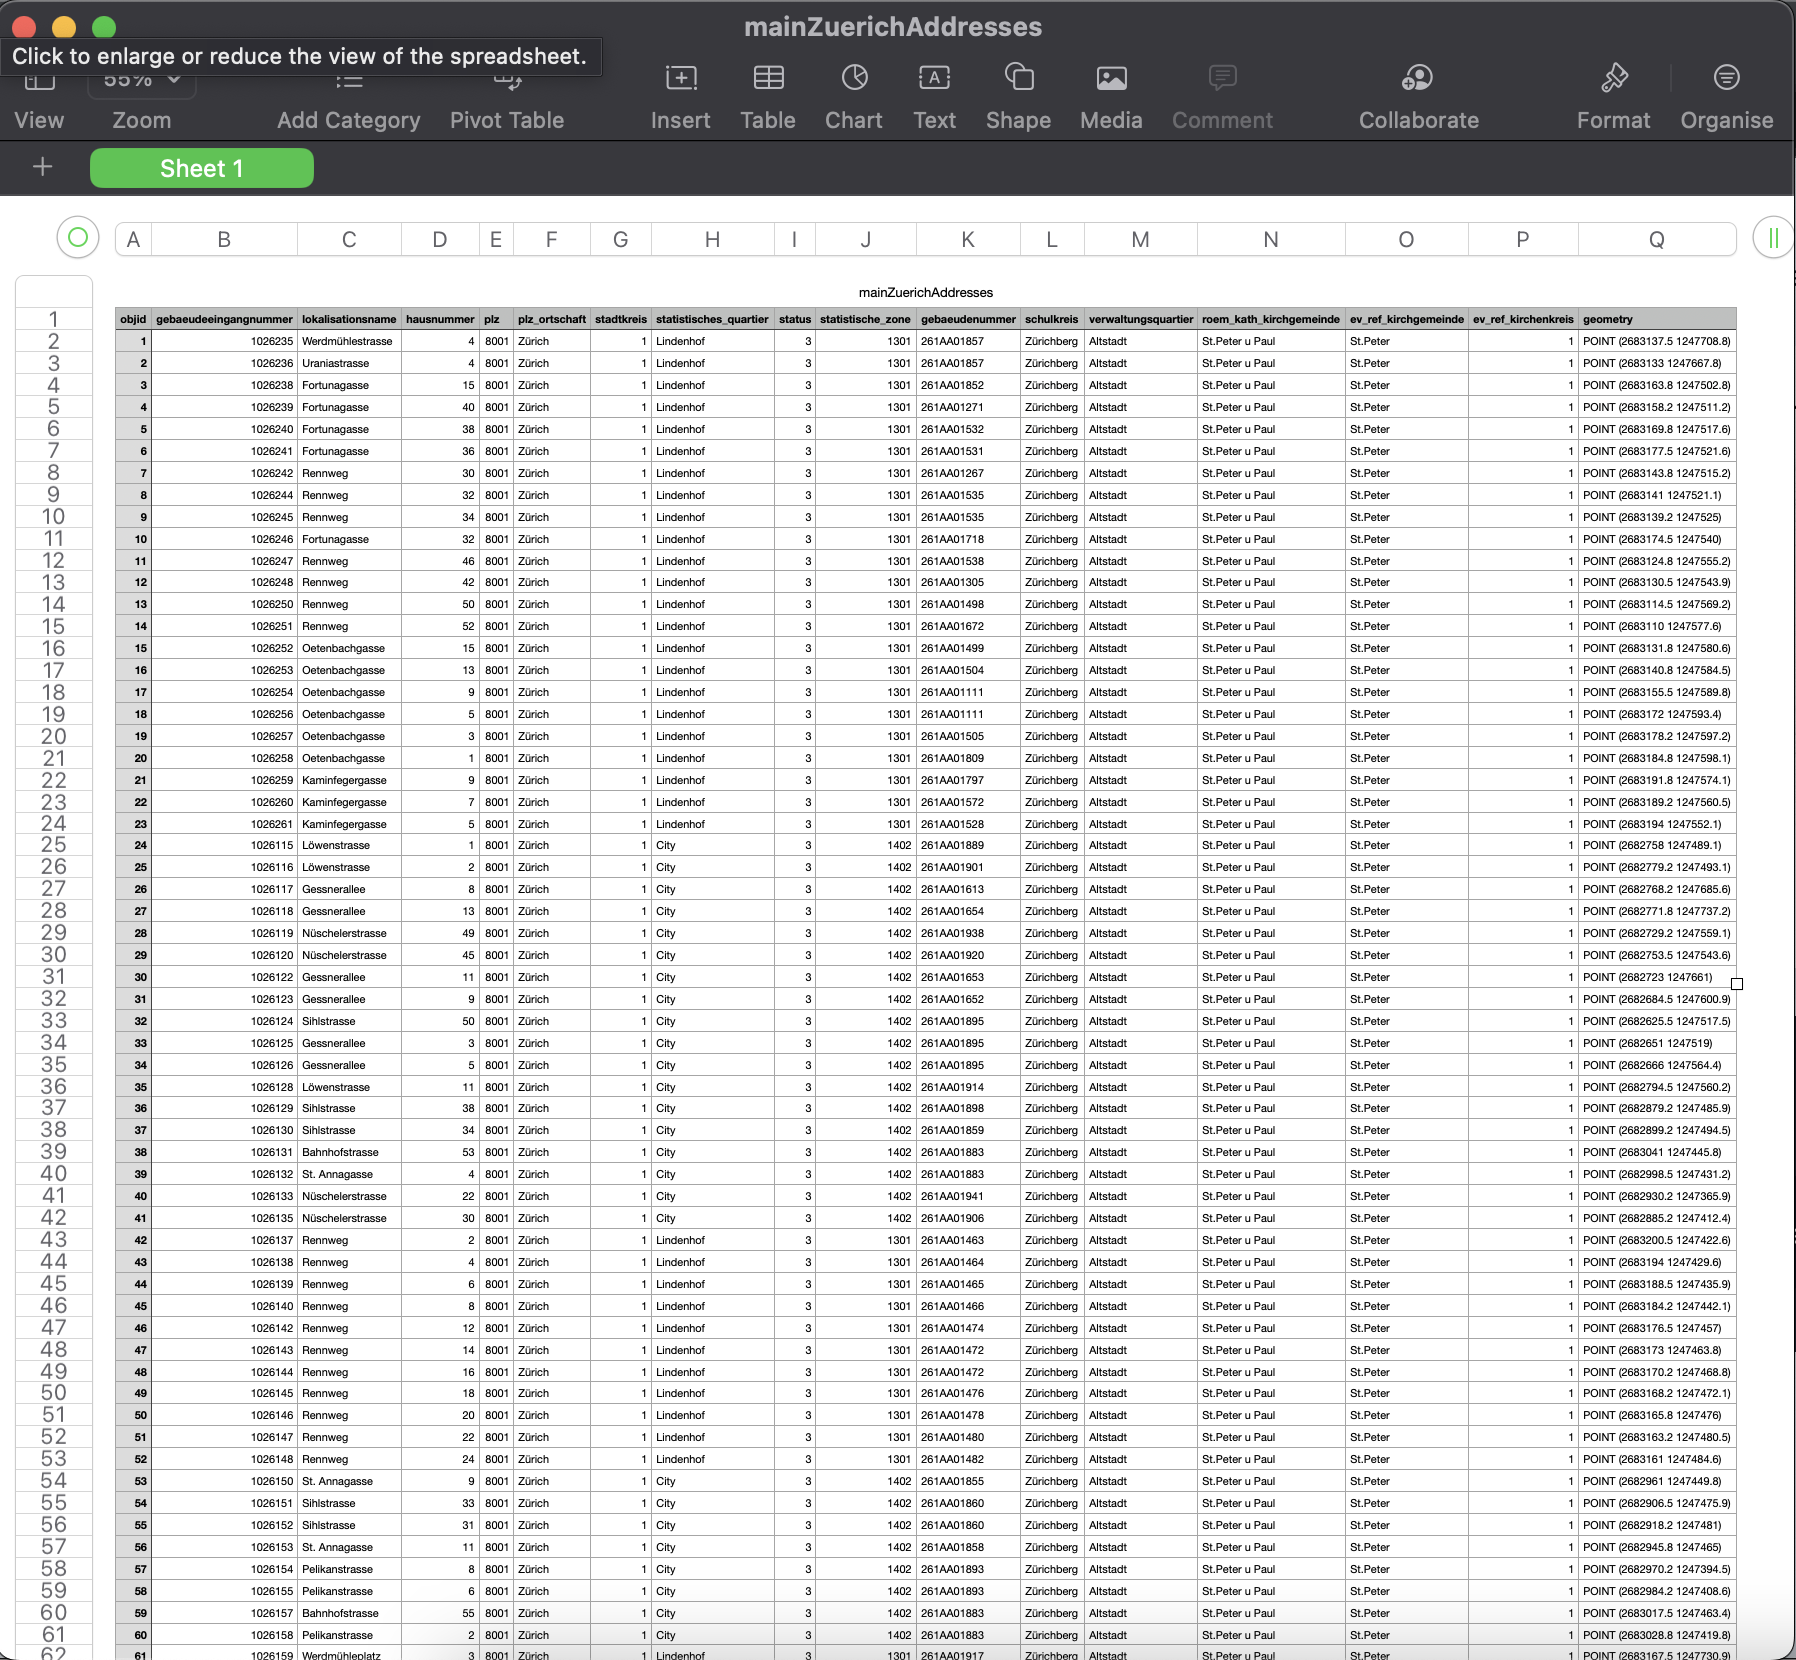 mainZuerichAddresses
Click to enlarge or reduce the view of the spreadsheet.
55%
View Zoom Add Category Pivot Table Insert Table Chart Text Shape Media Comment Collaborate Format Organise
Sheet 1
A B C D E F G H I J K L M N O P Q
mainZuerichAddresses
1 objid gebaeudeeingangnummer lokalisationsname hausnummer plz plz_ortschaft stadtkreis statistisches_quartier status statistische_zone gebaeudenummer schulkreis verwaltungsquartier roem_kath_kirchgemeinde ev_ref_kirchgemeinde ev_ref_kirchenkreis geometry
2 1 1026235 Werdmühlestrasse 4 8001 Zürich 1 Lindenhof 3 1301 261AA01857 Zürichberg Altstadt St.Peter u Paul St.Peter 1 POINT (2683137.5 1247708.8)
3 2 1026236 Uraniastrasse 4 8001 Zürich 1 Lindenhof 3 1301 261AA01857 Zürichberg Altstadt St.Peter u Paul St.Peter 1 POINT (2683133 1247667.8)
4 3 1026238 Fortunagasse 15 8001 Zürich 1 Lindenhof 3 1301 261AA01852 Zürichberg Altstadt St.Peter u Paul St.Peter 1 POINT (2683163.8 1247502.8)
5 4 1026239 Fortunagasse 40 8001 Zürich 1 Lindenhof 3 1301 261AA01271 Zürichberg Altstadt St.Peter u Paul St.Peter 1 POINT (2683158.2 1247511.2)
6 5 1026240 Fortunagasse 38 8001 Zürich 1 Lindenhof 3 1301 261AA01532 Zürichberg Altstadt St.Peter u Paul St.Peter 1 POINT (2683169.8 1247517.6)
7 6 1026241 Fortunagasse 36 8001 Zürich 1 Lindenhof 3 1301 261AA01531 Zürichberg Altstadt St.Peter u Paul St.Peter 1 POINT (2683177.5 1247521.6)
8 7 1026242 Rennweg 30 8001 Zürich 1 Lindenhof 3 1301 261AA01267 Zürichberg Altstadt St.Peter u Paul St.Peter 1 POINT (2683143.8 1247515.2)
9 8 1026244 Rennweg 32 8001 Zürich 1 Lindenhof 3 1301 261AA01535 Zürichberg Altstadt St.Peter u Paul St.Peter 1 POINT (2683141 1247521.1)
10 9 1026245 Rennweg 34 8001 Zürich 1 Lindenhof 3 1301 261AA01535 Zürichberg Altstadt St.Peter u Paul St.Peter 1 POINT (2683139.2 1247525)
11 10 1026246 Fortunagasse 32 8001 Zürich 1 Lindenhof 3 1301 261AA01718 Zürichberg Altstadt St.Peter u Paul St.Peter 1 POINT (2683174.5 1247540)
12 11 1026247 Rennweg 46 8001 Zürich 1 Lindenhof 3 1301 261AA01538 Zürichberg Altstadt St.Peter u Paul St.Peter 1 POINT (2683124.8 1247555.2)
13 12 1026248 Rennweg 42 8001 Zürich 1 Lindenhof 3 1301 261AA01305 Zürichberg Altstadt St.Peter u Paul St.Peter 1 POINT (2683130.5 1247543.9)
14 13 1026250 Rennweg 50 8001 Zürich 1 Lindenhof 3 1301 261AA01498 Zürichberg Altstadt St.Peter u Paul St.Peter 1 POINT (2683114.5 1247569.2)
15 14 1026251 Rennweg 52 8001 Zürich 1 Lindenhof 3 1301 261AA01672 Zürichberg Altstadt St.Peter u Paul St.Peter 1 POINT (2683110 1247577.6)
16 15 1026252 Oetenbachgasse 15 8001 Zürich 1 Lindenhof 3 1301 261AA01499 Zürichberg Altstadt St.Peter u Paul St.Peter 1 POINT (2683131.8 1247580.6)
17 16 1026253 Oetenbachgasse 13 8001 Zürich 1 Lindenhof 3 1301 261AA01504 Zürichberg Altstadt St.Peter u Paul St.Peter 1 POINT (2683140.8 1247584.5)
18 17 1026254 Oetenbachgasse 9 8001 Zürich 1 Lindenhof 3 1301 261AA01111 Zürichberg Altstadt St.Peter u Paul St.Peter 1 POINT (2683155.5 1247589.8)
19 18 1026256 Oetenbachgasse 5 8001 Zürich 1 Lindenhof 3 1301 261AA01111 Zürichberg Altstadt St.Peter u Paul St.Peter 1 POINT (2683172 1247593.4)
20 19 1026257 Oetenbachgasse 3 8001 Zürich 1 Lindenhof 3 1301 261AA01505 Zürichberg Altstadt St.Peter u Paul St.Peter 1 POINT (2683178.2 1247597.2)
21 20 1026258 Oetenbachgasse 1 8001 Zürich 1 Lindenhof 3 1301 261AA01809 Zürichberg Altstadt St.Peter u Paul St.Peter 1 POINT (2683184.8 1247598.1)
22 21 1026259 Kaminfegergasse 9 8001 Zürich 1 Lindenhof 3 1301 261AA01797 Zürichberg Altstadt St.Peter u Paul St.Peter 1 POINT (2683191.8 1247574.1)
23 22 1026260 Kaminfegergasse 7 8001 Zürich 1 Lindenhof 3 1301 261AA01572 Zürichberg Altstadt St.Peter u Paul St.Peter 1 POINT (2683189.2 1247560.5)
24 23 1026261 Kaminfegergasse 5 8001 Zürich 1 Lindenhof 3 1301 261AA01528 Zürichberg Altstadt St.Peter u Paul St.Peter 1 POINT (2683194 1247552.1)
25 24 1026115 Löwenstrasse 1 8001 Zürich 1 City 3 1402 261AA01889 Zürichberg Altstadt St.Peter u Paul St.Peter 1 POINT (2682758 1247489.1)
26 25 1026116 Löwenstrasse 2 8001 Zürich 1 City 3 1402 261AA01901 Zürichberg Altstadt St.Peter u Paul St.Peter 1 POINT (2682779.2 1247493.1)
27 26 1026117 Gessnerallee 8 8001 Zürich 1 City 3 1402 261AA01613 Zürichberg Altstadt St.Peter u Paul St.Peter 1 POINT (2682768.2 1247685.6)
28 27 1026118 Gessnerallee 13 8001 Zürich 1 City 3 1402 261AA01654 Zürichberg Altstadt St.Peter u Paul St.Peter 1 POINT (2682771.8 1247737.2)
29 28 1026119 Nüschelerstrasse 49 8001 Zürich 1 City 3 1402 261AA01938 Zürichberg Altstadt St.Peter u Paul St.Peter 1 POINT (2682729.2 1247559.1)
30 29 1026120 Nüschelerstrasse 45 8001 Zürich 1 City 3 1402 261AA01920 Zürichberg Altstadt St.Peter u Paul St.Peter 1 POINT (2682753.5 1247543.6)
31 30 1026122 Gessnerallee 11 8001 Zürich 1 City 3 1402 261AA01653 Zürichberg Altstadt St.Peter u Paul St.Peter 1 POINT (2682723 1247661)
32 31 1026123 Gessnerallee 9 8001 Zürich 1 City 3 1402 261AA01652 Zürichberg Altstadt St.Peter u Paul St.Peter 1 POINT (2682684.5 1247600.9)
33 32 1026124 Sihlstrasse 50 8001 Zürich 1 City 3 1402 261AA01895 Zürichberg Altstadt St.Peter u Paul St.Peter 1 POINT (2682625.5 1247517.5)
34 33 1026125 Gessnerallee 3 8001 Zürich 1 City 3 1402 261AA01895 Zürichberg Altstadt St.Peter u Paul St.Peter 1 POINT (2682651 1247519)
35 34 1026126 Gessnerallee 5 8001 Zürich 1 City 3 1402 261AA01895 Zürichberg Altstadt St.Peter u Paul St.Peter 1 POINT (2682666 1247564.4)
36 35 1026128 Löwenstrasse 11 8001 Zürich 1 City 3 1402 261AA01914 Zürichberg Altstadt St.Peter u Paul St.Peter 1 POINT (2682794.5 1247560.2)
37 36 1026129 Sihlstrasse 38 8001 Zürich 1 City 3 1402 261AA01898 Zürichberg Altstadt St.Peter u Paul St.Peter 1 POINT (2682879.2 1247485.9)
38 37 1026130 Sihlstrasse 34 8001 Zürich 1 City 3 1402 261AA01859 Zürichberg Altstadt St.Peter u Paul St.Peter 1 POINT (2682899.2 1247494.5)
39 38 1026131 Bahnhofstrasse 53 8001 Zürich 1 City 3 1402 261AA01883 Zürichberg Altstadt St.Peter u Paul St.Peter 1 POINT (2683041 1247445.8)
40 39 1026132 St. Annagasse 4 8001 Zürich 1 City 3 1402 261AA01883 Zürichberg Altstadt St.Peter u Paul St.Peter 1 POINT (2682998.5 1247431.2)
41 40 1026133 Nüschelerstrasse 22 8001 Zürich 1 City 3 1402 261AA01941 Zürichberg Altstadt St.Peter u Paul St.Peter 1 POINT (2682930.2 1247365.9)
42 41 1026135 Nüschelerstrasse 30 8001 Zürich 1 City 3 1402 261AA01906 Zürichberg Altstadt St.Peter u Paul St.Peter 1 POINT (2682885.2 1247412.4)
43 42 1026137 Rennweg 2 8001 Zürich 1 Lindenhof 3 1301 261AA01463 Zürichberg Altstadt St.Peter u Paul St.Peter 1 POINT (2683200.5 1247422.6)
44 43 1026138 Rennweg 4 8001 Zürich 1 Lindenhof 3 1301 261AA01464 Zürichberg Altstadt St.Peter u Paul St.Peter 1 POINT (2683194 1247429.6)
45 44 1026139 Rennweg 6 8001 Zürich 1 Lindenhof 3 1301 261AA01465 Zürichberg Altstadt St.Peter u Paul St.Peter 1 POINT (2683188.5 1247435.9)
46 45 1026140 Rennweg 8 8001 Zürich 1 Lindenhof 3 1301 261AA01466 Zürichberg Altstadt St.Peter u Paul St.Peter 1 POINT (2683184.2 1247442.1)
47 46 1026142 Rennweg 12 8001 Zürich 1 Lindenhof 3 1301 261AA01474 Zürichberg Altstadt St.Peter u Paul St.Peter 1 POINT (2683176.5 1247457)
48 47 1026143 Rennweg 14 8001 Zürich 1 Lindenhof 3 1301 261AA01472 Zürichberg Altstadt St.Peter u Paul St.Peter 1 POINT (2683173 1247463.8)
49 48 1026144 Rennweg 16 8001 Zürich 1 Lindenhof 3 1301 261AA01472 Zürichberg Altstadt St.Peter u Paul St.Peter 1 POINT (2683170.2 1247468.8)
50 49 1026145 Rennweg 18 8001 Zürich 1 Lindenhof 3 1301 261AA01476 Zürichberg Altstadt St.Peter u Paul St.Peter 1 POINT (2683168.2 1247472.1)
51 50 1026146 Rennweg 20 8001 Zürich 1 Lindenhof 3 1301 261AA01478 Zürichberg Altstadt St.Peter u Paul St.Peter 1 POINT (2683165.8 1247476)
52 51 1026147 Rennweg 22 8001 Zürich 1 Lindenhof 3 1301 261AA01480 Zürichberg Altstadt St.Peter u Paul St.Peter 1 POINT (2683163.2 1247480.5)
53 52 1026148 Rennweg 24 8001 Zürich 1 Lindenhof 3 1301 261AA01482 Zürichberg Altstadt St.Peter u Paul St.Peter 1 POINT (2683161 1247484.6)
54 53 1026150 St. Annagasse 9 8001 Zürich 1 City 3 1402 261AA01855 Zürichberg Altstadt St.Peter u Paul St.Peter 1 POINT (2682961 1247449.8)
55 54 1026151 Sihlstrasse 33 8001 Zürich 1 City 3 1402 261AA01860 Zürichberg Altstadt St.Peter u Paul St.Peter 1 POINT (2682906.5 1247475.9)
56 55 1026152 Sihlstrasse 31 8001 Zürich 1 City 3 1402 261AA01860 Zürichberg Altstadt St.Peter u Paul St.Peter 1 POINT (2682918.2 1247481)
57 56 1026153 St. Annagasse 11 8001 Zürich 1 City 3 1402 261AA01858 Zürichberg Altstadt St.Peter u Paul St.Peter 1 POINT (2682945.8 1247465)
58 57 1026154 Pelikanstrasse 8 8001 Zürich 1 City 3 1402 261AA01893 Zürichberg Altstadt St.Peter u Paul St.Peter 1 POINT (2682970.2 1247394.5)
59 58 1026155 Pelikanstrasse 6 8001 Zürich 1 City 3 1402 261AA01893 Zürichberg Altstadt St.Peter u Paul St.Peter 1 POINT (2682984.2 1247408.6)
60 59 1026157 Bahnhofstrasse 55 8001 Zürich 1 City 3 1402 261AA01883 Zürichberg Altstadt St.Peter u Paul St.Peter 1 POINT (2683017.5 1247463.4)
61 60 1026158 Pelikanstrasse 2 8001 Zürich 1 City 3 1402 261AA01883 Zürichberg Altstadt St.Peter u Paul St.Peter 1 POINT (2683028.8 1247419.8)
62 61 1026159 Werdmühleplatz 3 8001 Zürich 1 Lindenhof 3 1301 261AA01917 Zürichberg Altstadt St.Peter u Paul St.Peter 1 POINT (2683167.5 1247730.9)